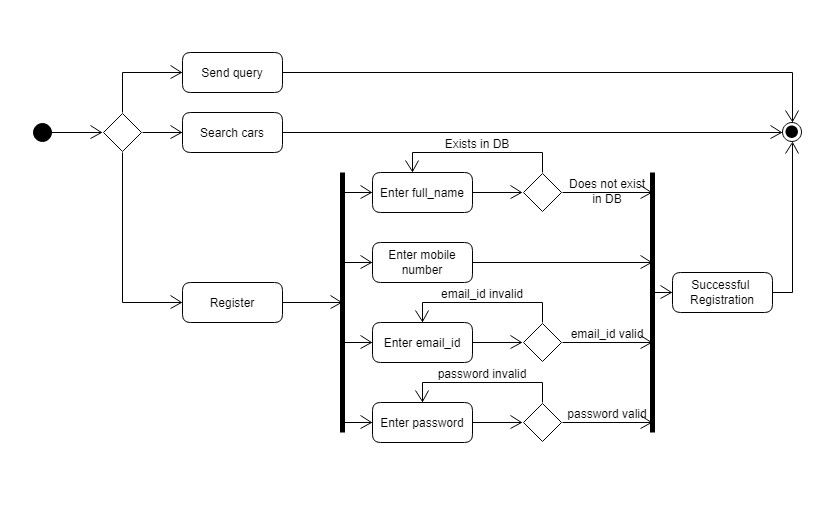 Send query
Search cars
Exists in DB
Enter full_name
Does not exist
in DB
Enter mobile
number
Register
email_id invalid
Successful
Registration
Enter email_id
email_id valid
password invalid
Enter password
password valid